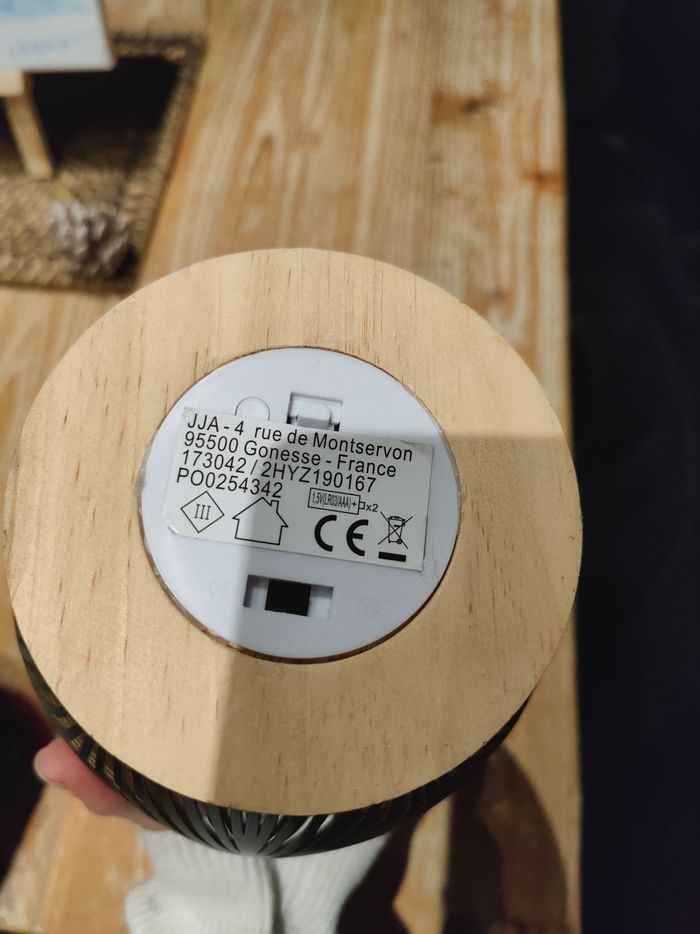 JJA - 4 rue de Montservon
95500 Gonesse - France
173042 / 2HYZ190167
PO0254342
III
1,5V(LR03/AAA) + x2
CE